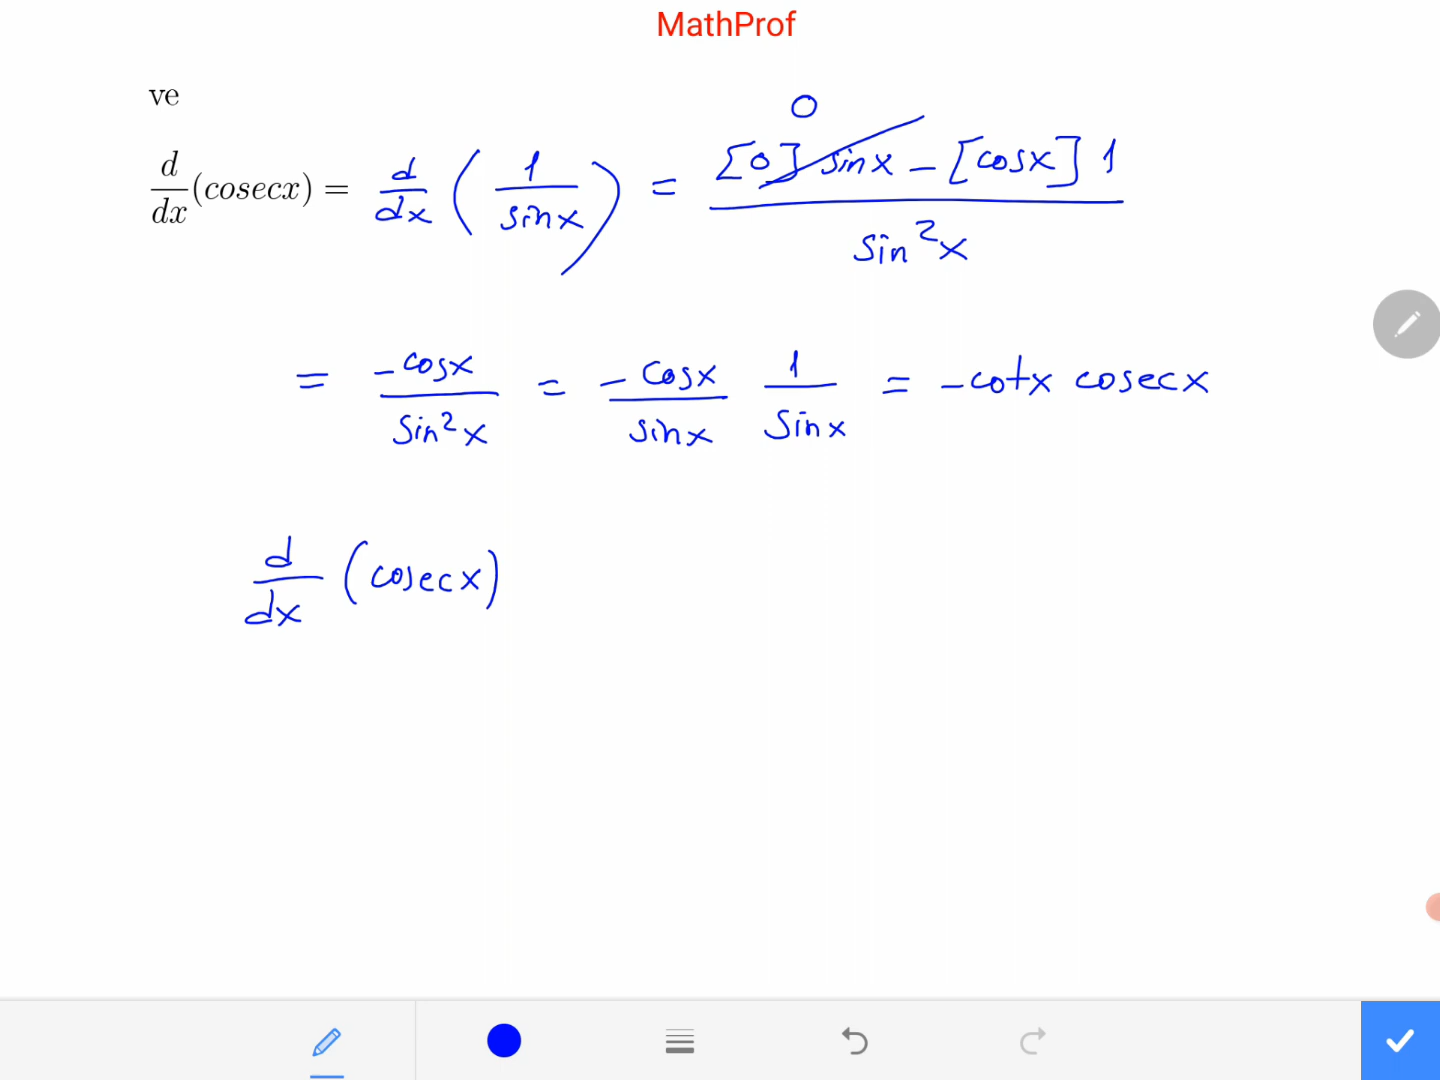 MathProf
ve
d/dx (cosecx) = d/dx (1/sinx) = ([0] sinx – [cosx] 1)/sin²x
0
= -cosx/sin²x = - cosx/sinx 1/sinx = -cotx cosecx
d/dx (cosecx)